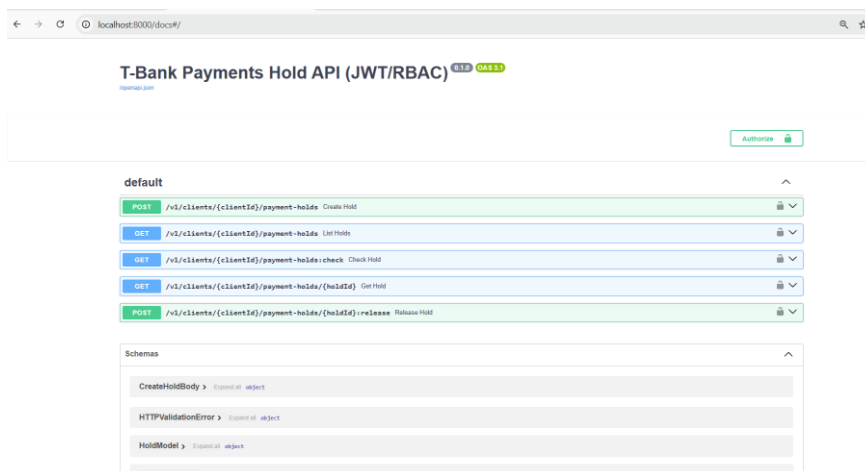 localhost:8000/docs#/
T-Bank Payments Hold API (JWT/RBAC) 0.1.0 OAS 3.1
/openapi.json
Authorize
default
POST /v1/clients/{clientId}/payment-holds Create Hold
GET /v1/clients/{clientId}/payment-holds List Holds
GET /v1/clients/{clientId}/payment-holds:check Check Hold
GET /v1/clients/{clientId}/payment-holds/{holdId} Get Hold
POST /v1/clients/{clientId}/payment-holds/{holdId}:release Release Hold
Schemas
CreateHoldBody Expand all object
HTTPValidationError Expand all object
HoldModel Expand all object